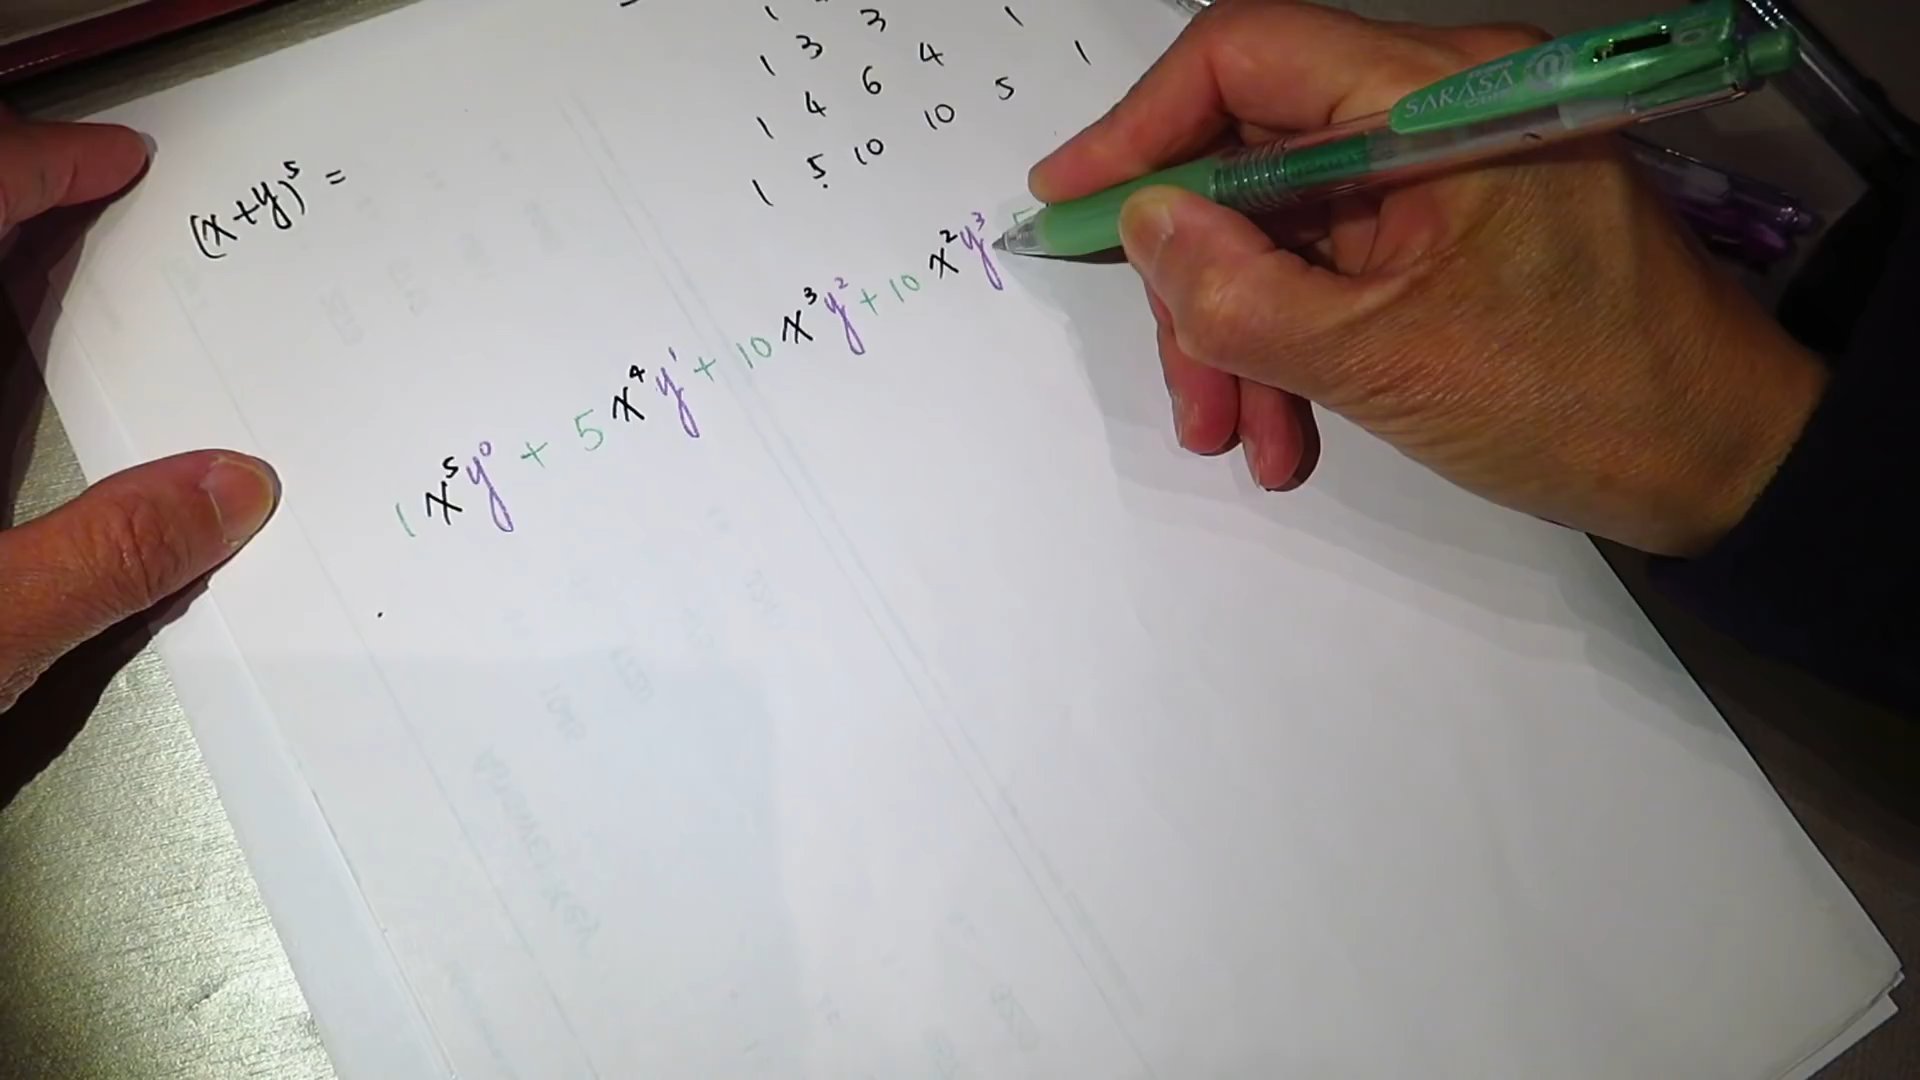 1 3 3 1
1 4 6 4 1
1 5 10 10 5 1
(x+y)⁵ =
1x⁵y⁰ + 5x⁴y¹ + 10x³y² + 10x²y³ 5
SARASA